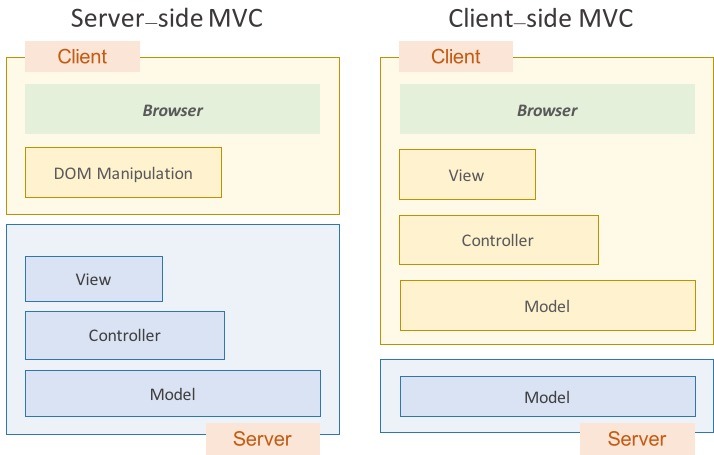 Server–side MVC
Client
Browser
DOM Manipulation
View
Controller
Model
Server
Client–side MVC
Client
Browser
View
Controller
Model
Model
Server